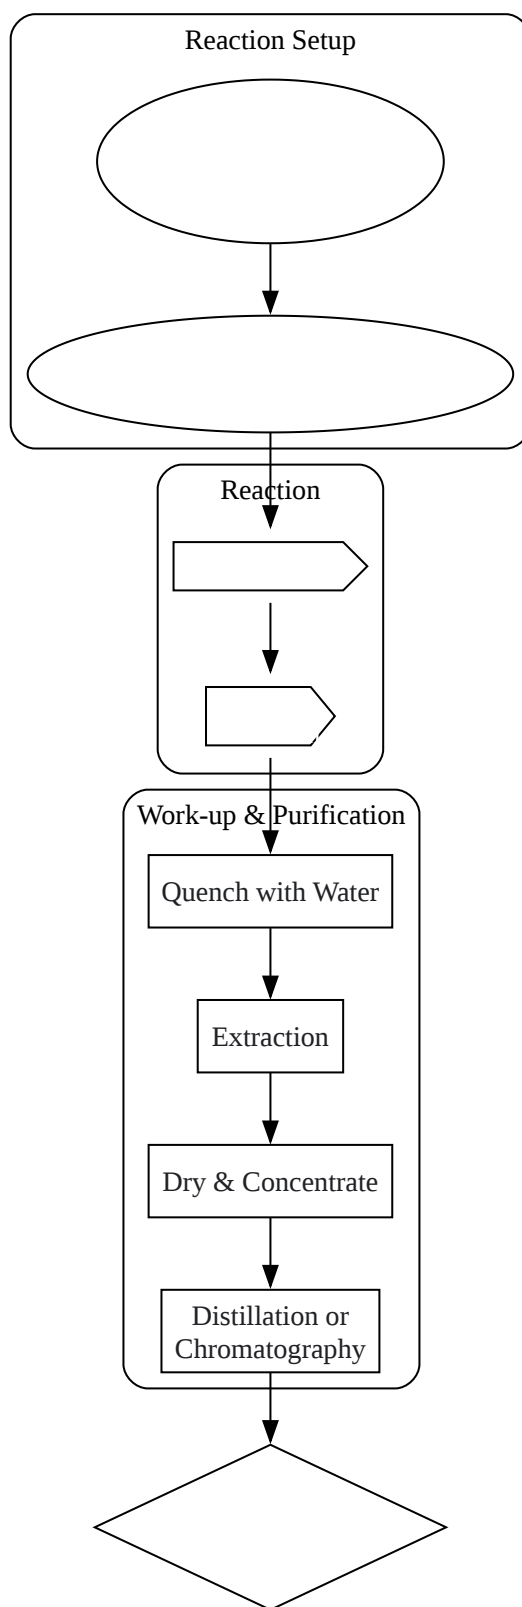 Reaction Setup
Reaction
Work-up & Purification
Quench with Water
Extraction
Dry & Concentrate
Distillation or
Chromatography